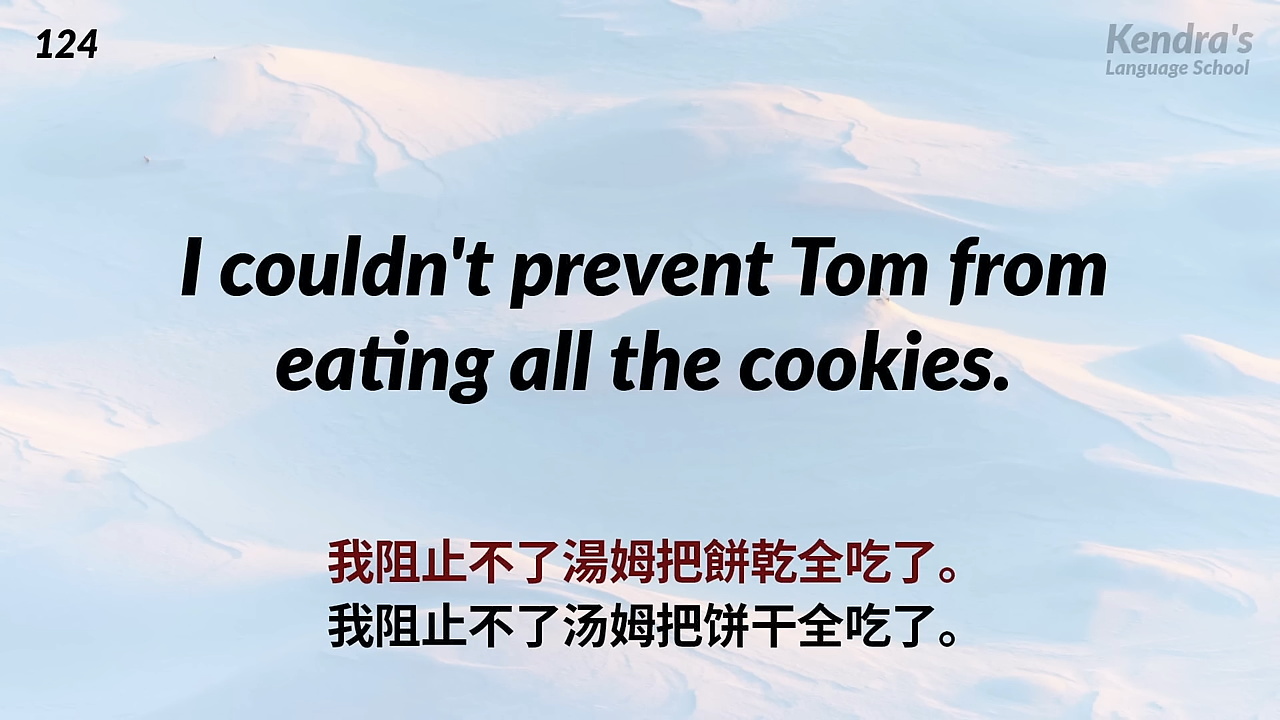 124
Kendra's
Language School
I couldn't prevent Tom from
eating all the cookies.
我阻止不了湯姆把餅乾全吃了。
我阻止不了汤姆把饼干全吃了。